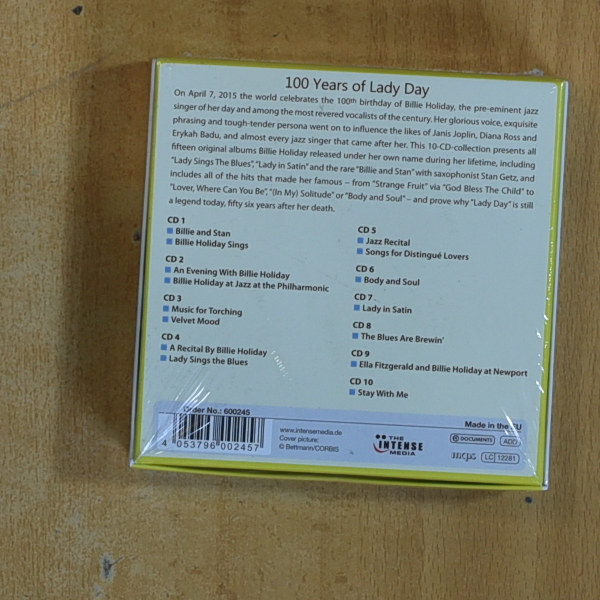 100 Years of Lady Day
On April 7, 2015 the world celebrates the 100th birthday of Billie Holiday, the pre-eminent jazz
singer of her day and among the most revered vocalists of the century. Her glorious voice, exquisite
phrasing and tough-tender persona went on to influence the likes of Janis Joplin, Diana Ross and
Erykah Badu, and almost every jazz singer that came after her. This 10-CD-collection presents all
fifteen original albums Billie Holiday released under her own name during her lifetime, including
"Lady Sings The Blues", "Lady in Satin" and the rare "Billie and Stan" with saxophonist Stan Getz, and
includes all of the hits that made her famous – from "Strange Fruit" via "God Bless The Child" to
"Lover, Where Can You Be", "(In My) Solitude" or "Body and Soul" – and prove why "Lady Day" is still
a legend today, fifty six years after her death.
CD 1
Billie and Stan
Billie Holiday Sings
CD 2
An Evening With Billie Holiday
Billie Holiday at Jazz at the Philharmonic
CD 3
Music for Torching
Velvet Mood
CD 4
A Recital By Billie Holiday
Lady Sings the Blues
CD 5
Jazz Recital
Songs for Distingué Lovers
CD 6
Body and Soul
CD 7
Lady in Satin
CD 8
The Blues Are Brewin'
CD 9
Ella Fitzgerald and Billie Holiday at Newport
CD 10
Stay With Me
Order No.: 600245
4 053796 002457
www.intensemedia.de
Cover picture:
© Bettmann/CORBIS
THE
INTENSE
MEDIA
Made in the EU
DOCUMENTS ADD
mcps LC 12281